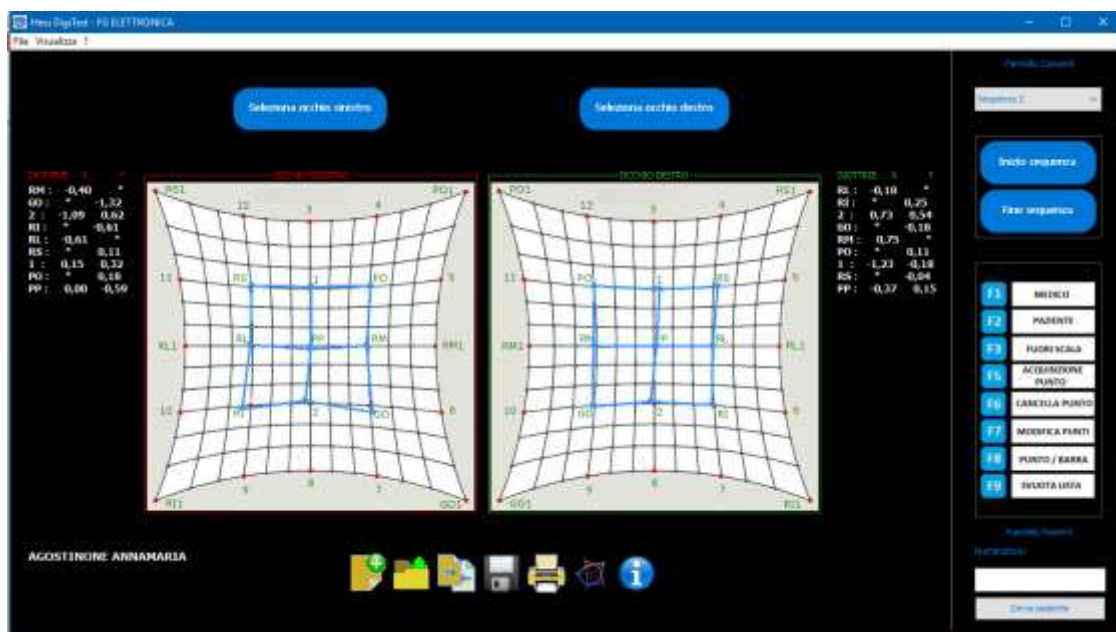 Hess DigiTest - FG ELETTRONICA
File Visualizza ?
Seleziona occhio sinistro
Seleziona occhio destro
Inizio sequenza
Fine sequenza
RM : -0,40 *
GO : * -1,32
2 : -1,09 0,62
RI : * -0,61
RL : -0,61 *
RS : * 0,11
1 : 0,15 0,32
PO : * 0,18
PP : 0,00 -0,59
RS1 PO1
12 3 4
11 RS 1 PO 5
RL1 RL PP RM RM1
10 RI 2 GO 6
9 8 7
RI1 GO1
OCCHIO DESTRO
PO1 RS1
12 3 4
11 PO 1 RS 5
RM1 RM PP RL RL1
10 GO 2 RI 6
9 8 7
GO1 RI1
RL : -0,18 *
RI : * 0,25
2 : 0,73 0,54
GO : * -0,18
RM : 0,75 *
PO : * 0,11
1 : -1,23 -0,18
RS : * -0,04
PP : -0,37 0,15
F1 MEDICO
F2 PAZIENTE
F3 FUORI SCALA
F5 ACQUISIZIONE PUNTO
F6 CANCELLA PUNTO
F7 MODIFICA PUNTI
F8 PUNTO / BARRA
F9 SVUOTA LISTA
AGOSTINONE ANNAMARIA
Cerca paziente